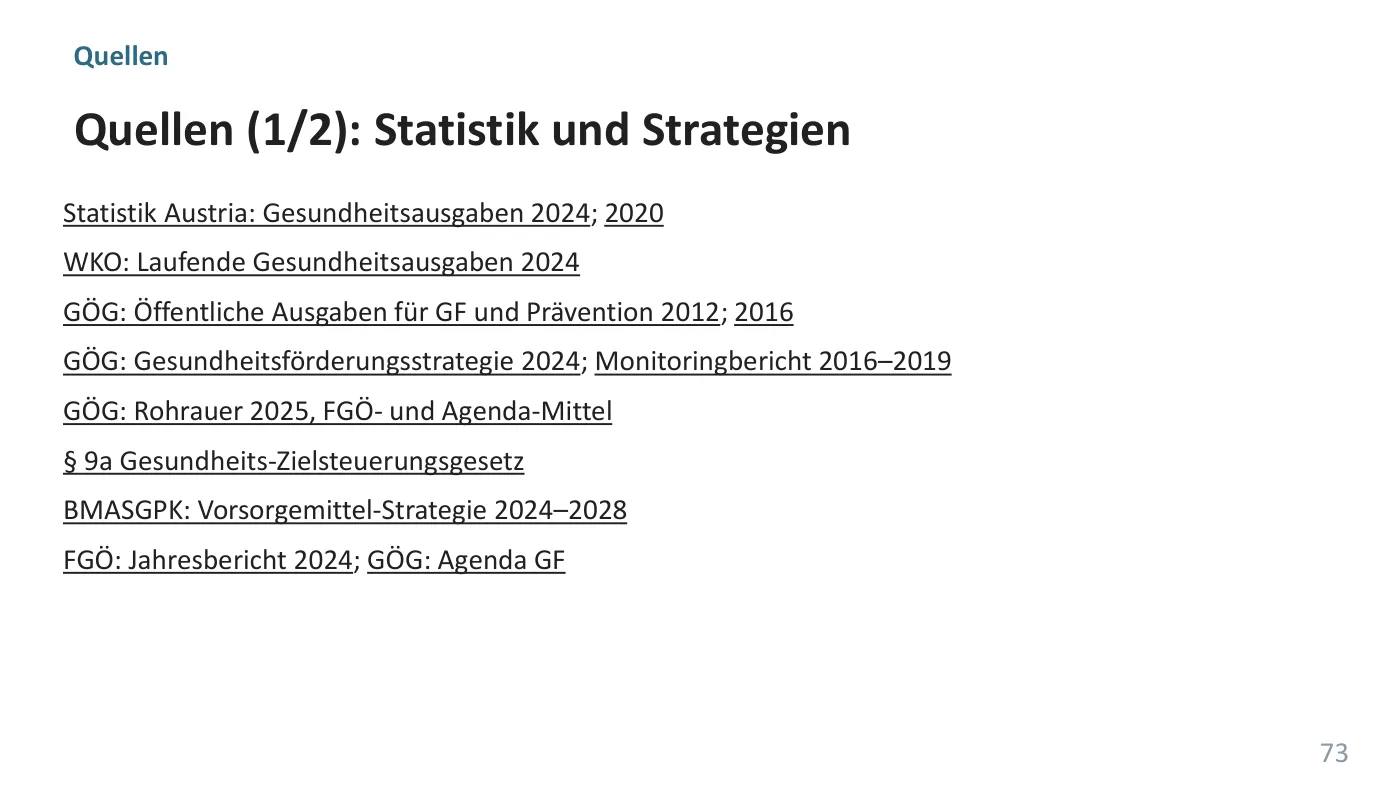 Quellen
Quellen (1/2): Statistik und Strategien
Statistik Austria: Gesundheitsausgaben 2024; 2020
WKO: Laufende Gesundheitsausgaben 2024
GÖG: Öffentliche Ausgaben für GF und Prävention 2012; 2016
GÖG: Gesundheitsförderungsstrategie 2024; Monitoringbericht 2016–2019
GÖG: Rohrauer 2025, FGÖ- und Agenda-Mittel
§ 9a Gesundheits-Zielsteuerungsgesetz
BMASGPK: Vorsorgemittel-Strategie 2024–2028
FGÖ: Jahresbericht 2024; GÖG: Agenda GF
73